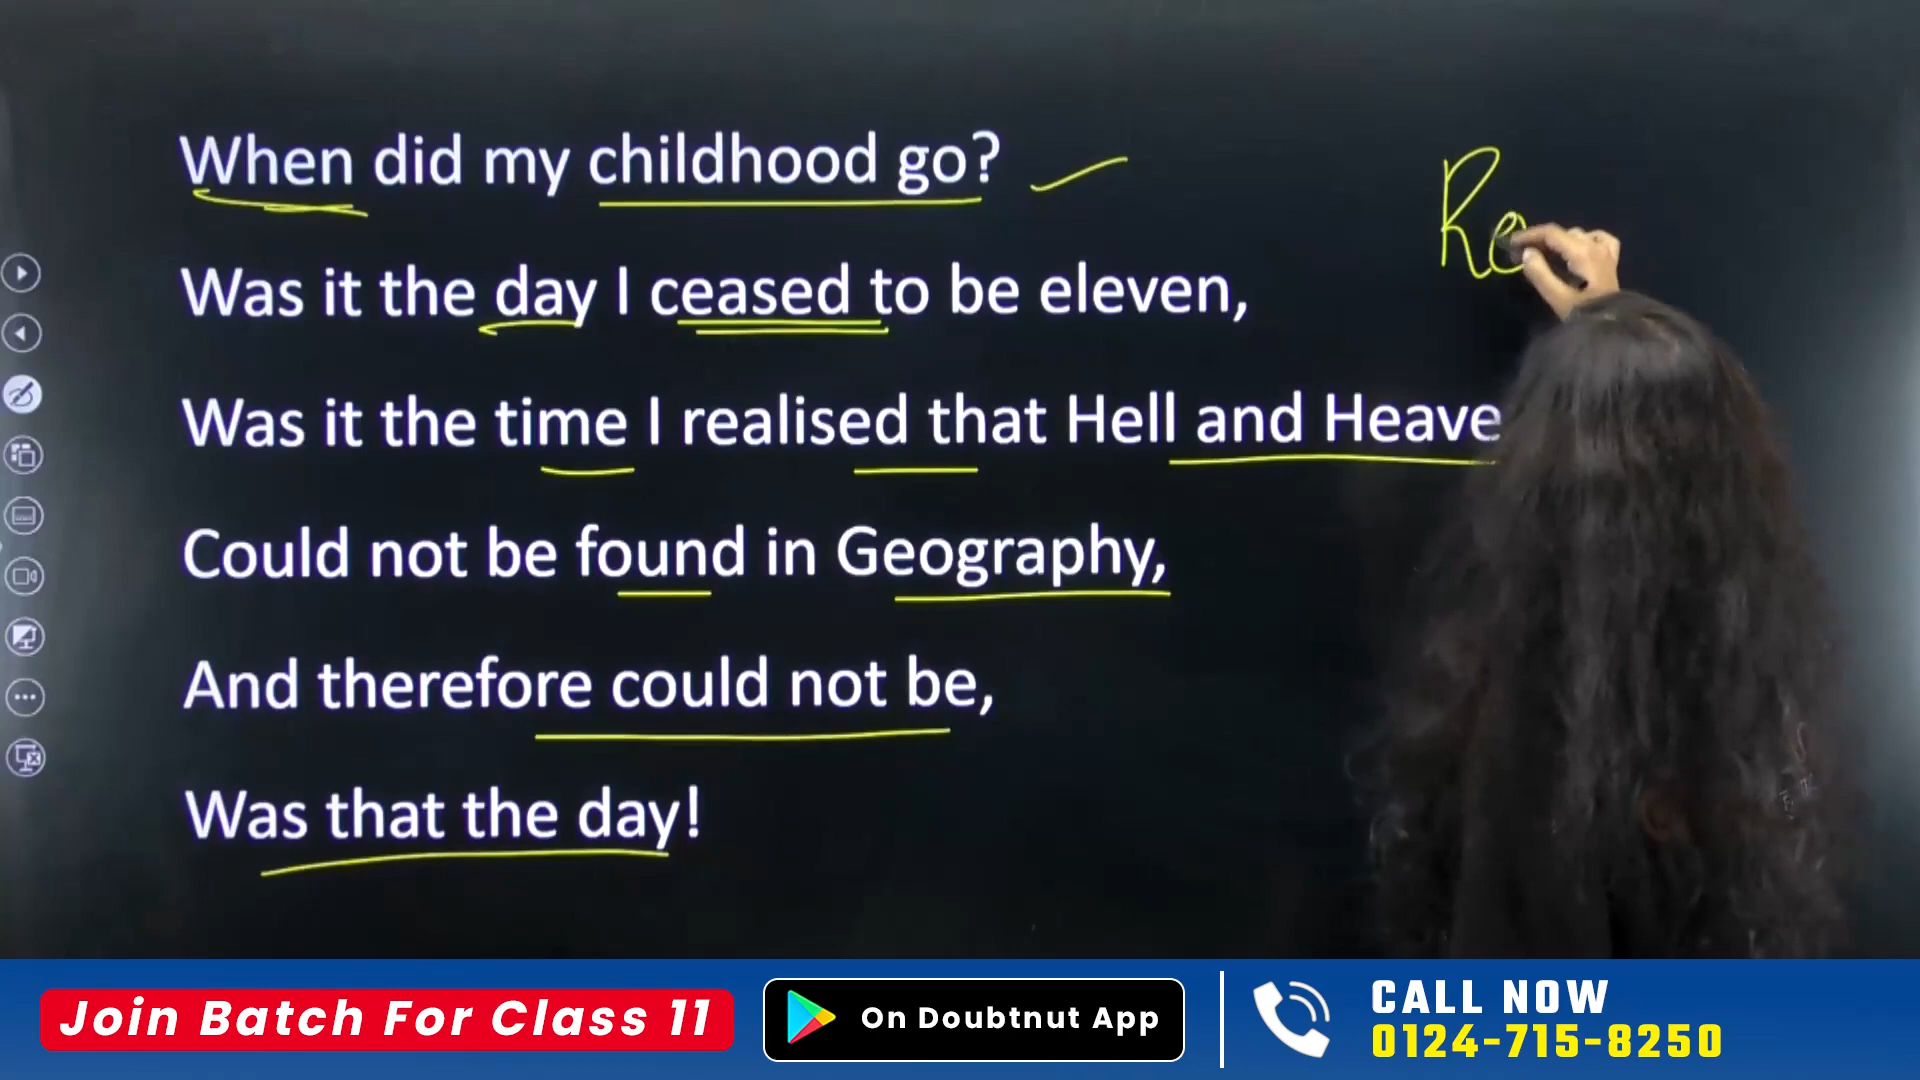 When did my childhood go?
Re
Was it the day I ceased to be eleven,
Was it the time I realised that Hell and Heave
Could not be found in Geography,
And therefore could not be,
Was that the day!
Join Batch For Class 11
On Doubtnut App
CALL NOW
0124-715-8250